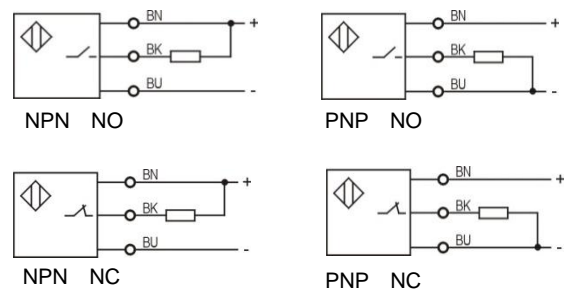 BN +
BK
BU -
NPN NO
BN +
BK
BU -
PNP NO
BN +
BK
BU -
NPN NC
BN +
BK
BU -
PNP NC